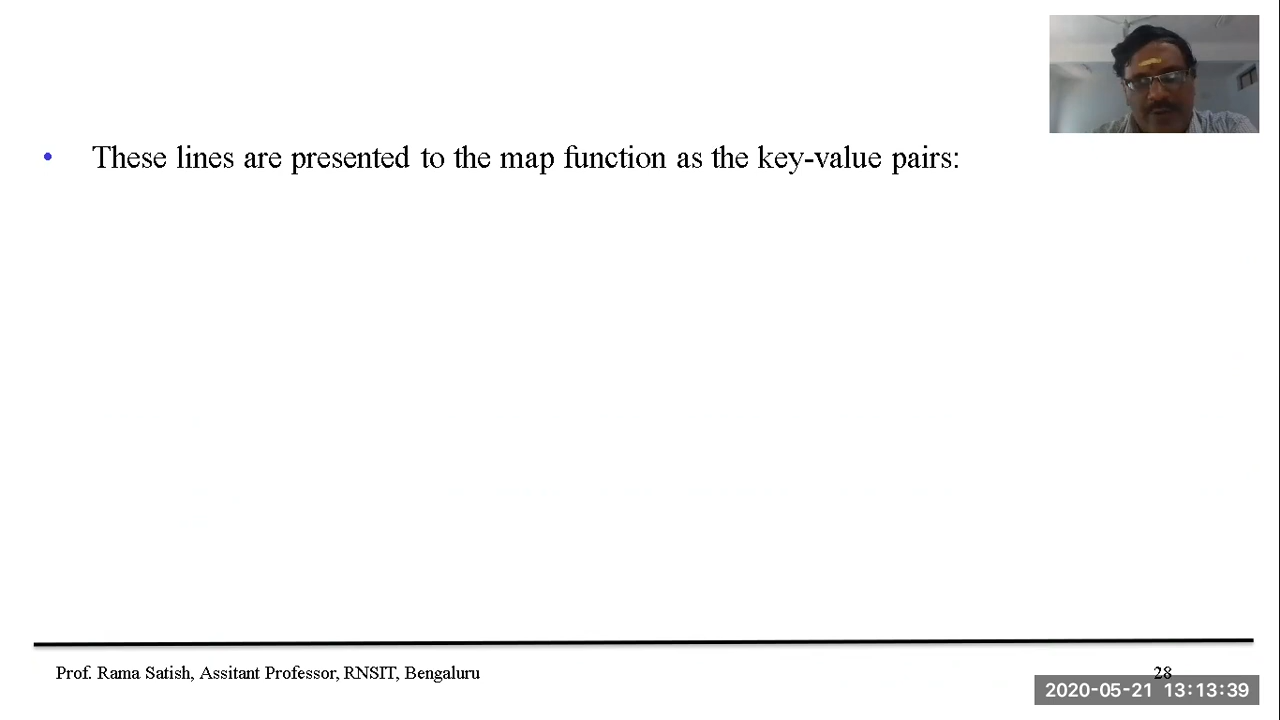 • These lines are presented to the map function as the key-value pairs:
Prof. Rama Satish, Assitant Professor, RNSIT, Bengaluru
28
2020-05-21 13:13:39